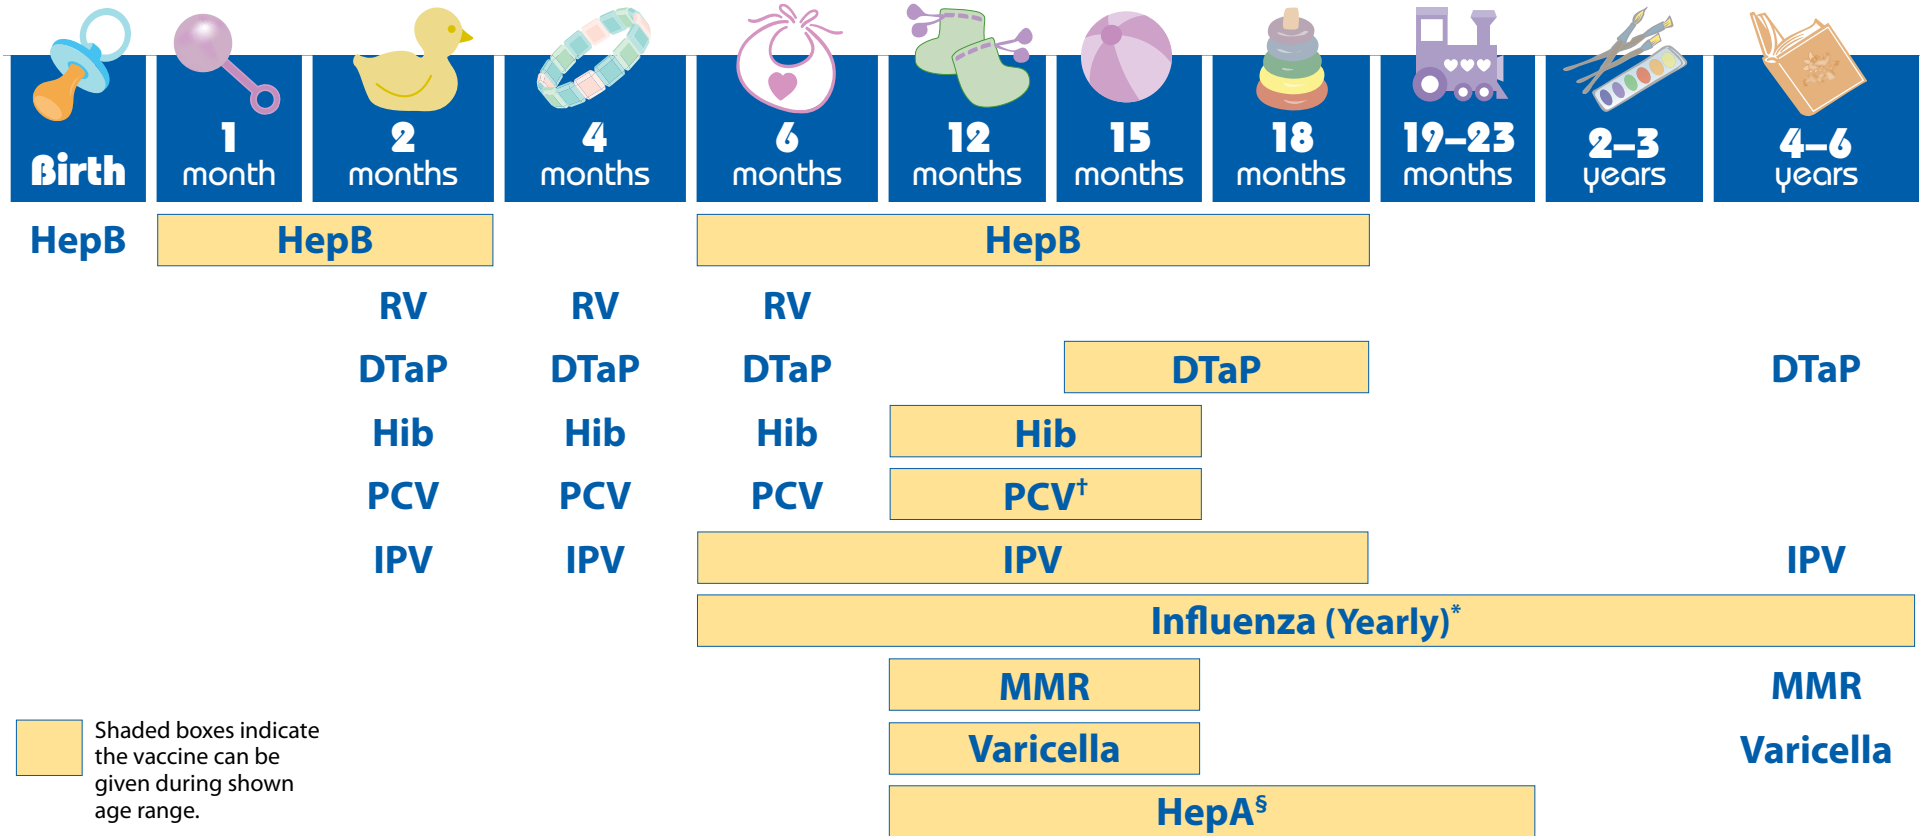 Birth
1
month
2
months
4
months
6
months
12
months
15
months
18
months
19–23
months
2–3
years
4–6
years
HepB HepB HepB
RV RV RV
DTaP DTaP DTaP DTaP DTaP
Hib Hib Hib Hib
PCV PCV PCV PCV†
IPV IPV IPV IPV
Influenza (Yearly)*
MMR MMR
Varicella Varicella
HepA§
Shaded boxes indicate
the vaccine can be
given during shown
age range.